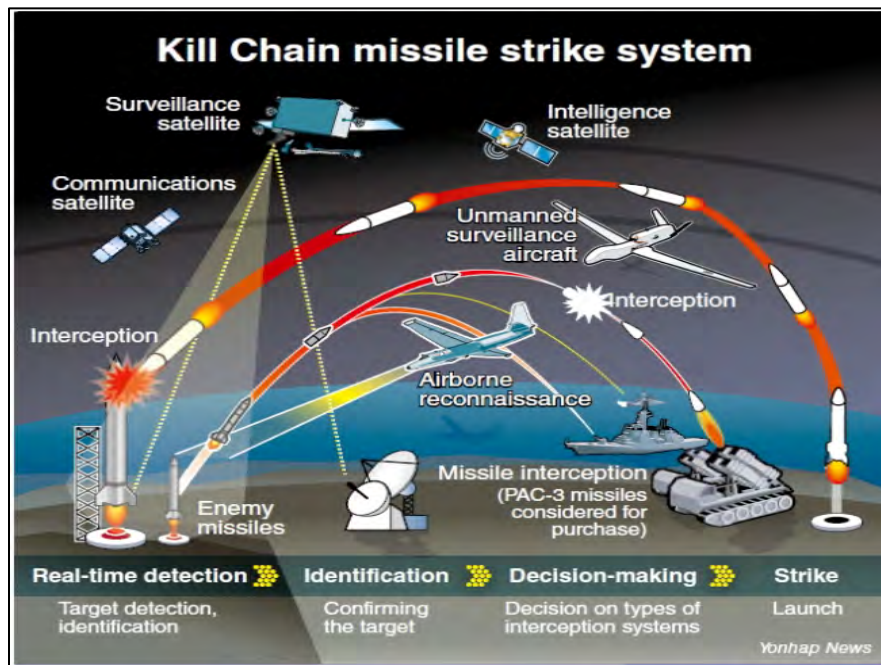 Kill Chain missile strike system
Surveillance
satellite
Intelligence
satellite
Communications
satellite
Unmanned
surveillance
aircraft
Interception
Interception
Airborne
reconnaissance
Enemy
missiles
Missile interception
(PAC-3 missiles
considered for
purchase)
Real-time detection
Identification
Decision-making
Strike
Target detection,
identification
Confirming
the target
Decision on types of
interception systems
Launch
Yonhap News